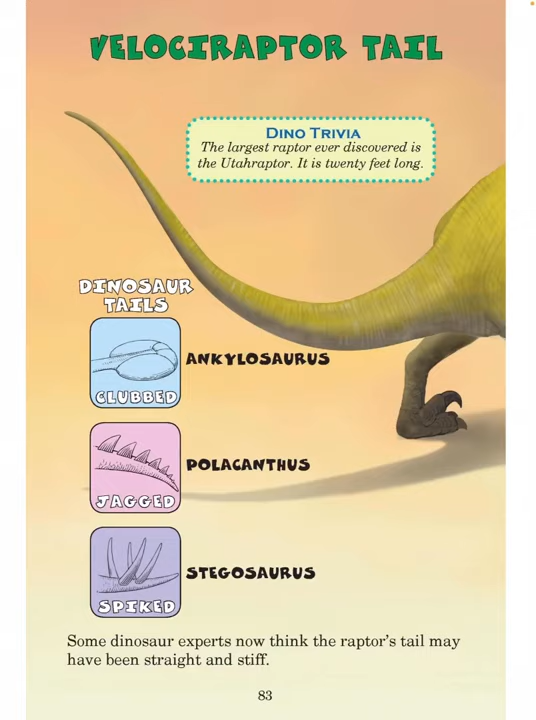 VELOCIRAPTOR TAIL
DINO TRIVIA
The largest raptor ever discovered is
the Utahraptor. It is twenty feet long.
DINOSAUR
TAILS
ANKYLOSAURUS
CLUBBED
POLACANTHUS
JAGGED
STEGOSAURUS
SPIKED
Some dinosaur experts now think the raptor's tail may
have been straight and stiff.
83